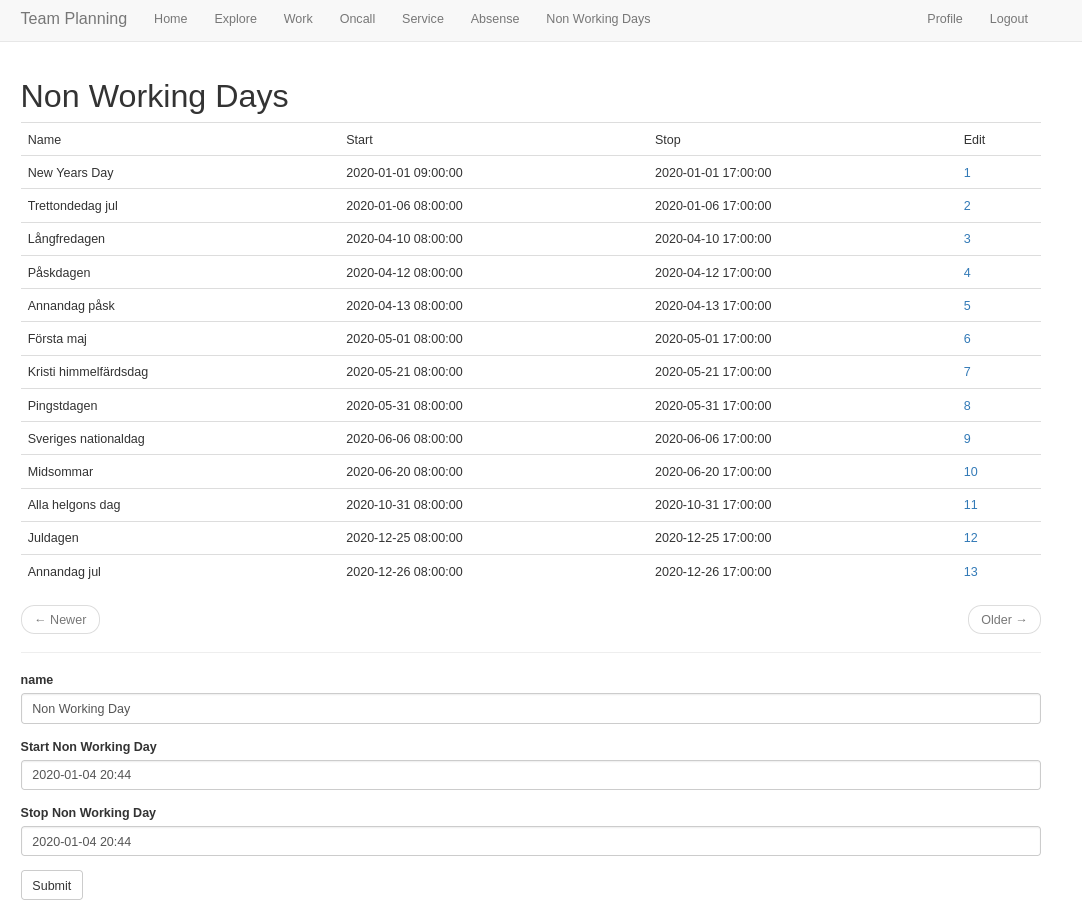 Team Planning Home Explore Work Oncall Service Absense Non Working Days Profile Logout
Non Working Days
Name Start Stop Edit
New Years Day 2020-01-01 09:00:00 2020-01-01 17:00:00 1
Trettondedag jul 2020-01-06 08:00:00 2020-01-06 17:00:00 2
Långfredagen 2020-04-10 08:00:00 2020-04-10 17:00:00 3
Påskdagen 2020-04-12 08:00:00 2020-04-12 17:00:00 4
Annandag påsk 2020-04-13 08:00:00 2020-04-13 17:00:00 5
Första maj 2020-05-01 08:00:00 2020-05-01 17:00:00 6
Kristi himmelfärdsdag 2020-05-21 08:00:00 2020-05-21 17:00:00 7
Pingstdagen 2020-05-31 08:00:00 2020-05-31 17:00:00 8
Sveriges nationaldag 2020-06-06 08:00:00 2020-06-06 17:00:00 9
Midsommar 2020-06-20 08:00:00 2020-06-20 17:00:00 10
Alla helgons dag 2020-10-31 08:00:00 2020-10-31 17:00:00 11
Juldagen 2020-12-25 08:00:00 2020-12-25 17:00:00 12
Annandag jul 2020-12-26 08:00:00 2020-12-26 17:00:00 13
← Newer Older →
name
Non Working Day
Start Non Working Day
2020-01-04 20:44
Stop Non Working Day
2020-01-04 20:44
Submit